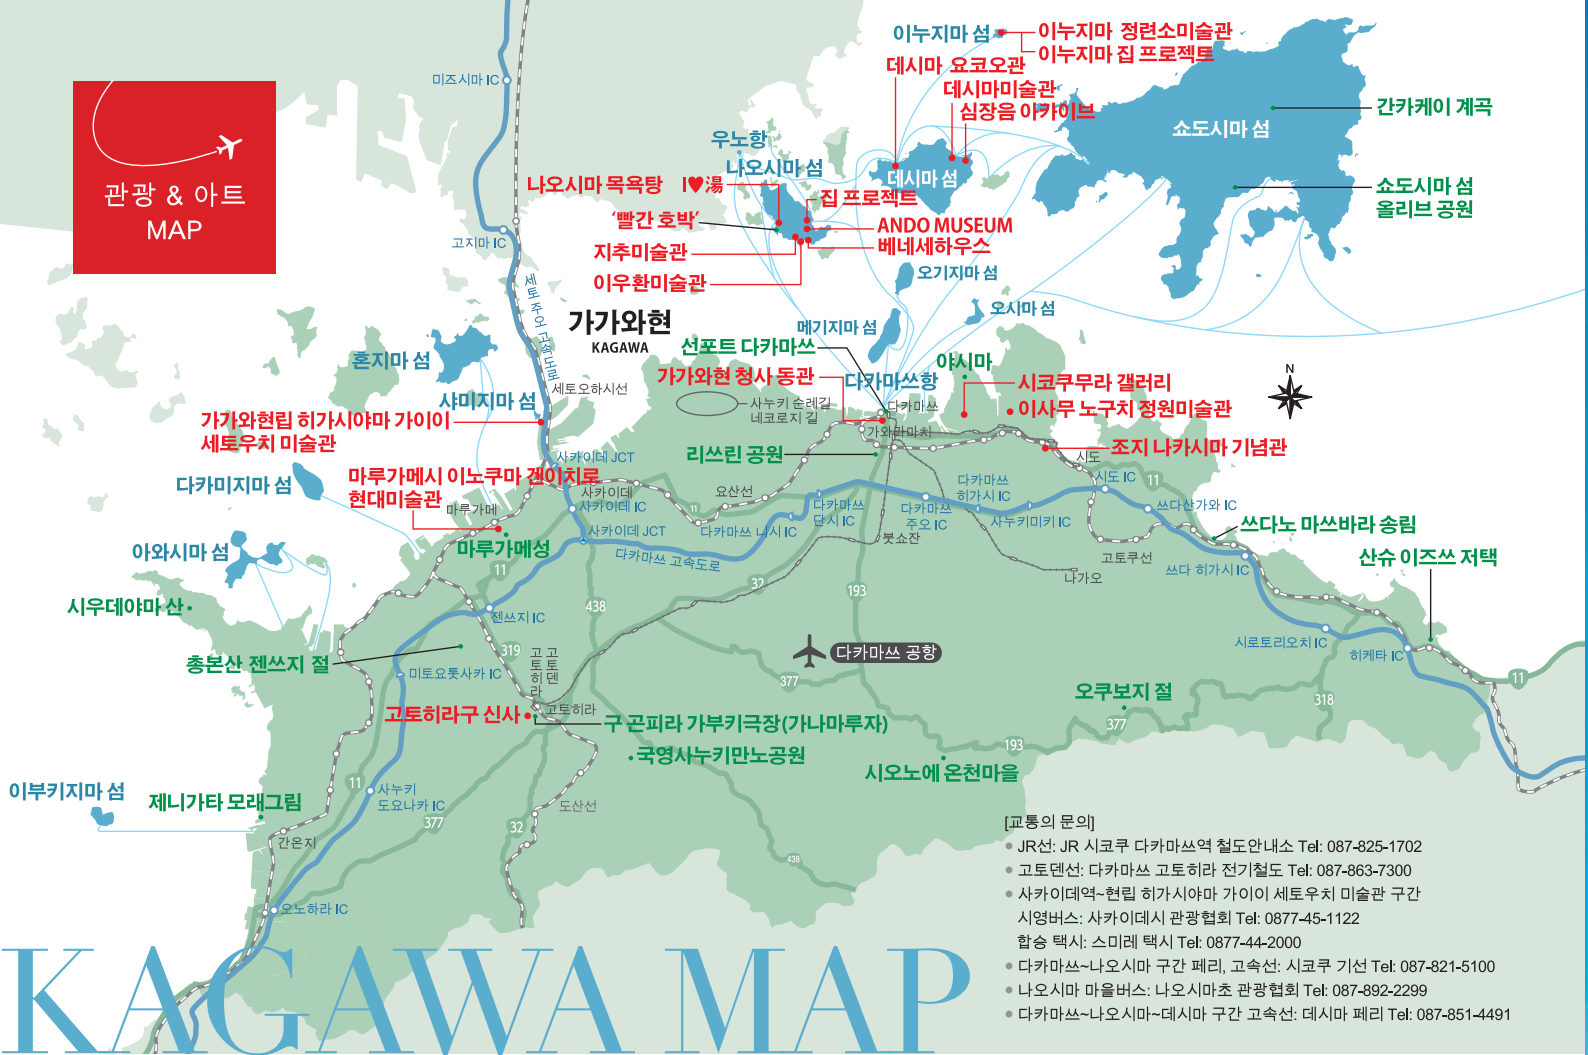 관광 & 아트
MAP
미즈시마 IC
고지마 IC
세토 주오
가가와현
KAGAWA
이누지마 섬
이누지마 정련소미술관
이누지마 집 프로젝트
데시마 요코오관
데시마미술관
심장음 아카이브
간카케이 계곡
쇼도시마 섬
쇼도시마 섬
올리브 공원
우노항
나오시마 섬
데시마 섬
나오시마 목욕탕 I♥湯
집 프로젝트
'빨간 호박'
ANDO MUSEUM
베네세하우스
지추미술관
이우환미술관
오기지마 섬
오시마 섬
메기지마 섬
선포트 다카마쓰
야시마
가가와현 청사 동관
다카마쓰항
시코쿠무라 갤러리
이사무 노구치 정원미술관
조지 나카시마 기념관
N
혼지마 섬
샤미지마 섬
세토오하시선
사누키 순례길
네코로지 길
다카마쓰
가와라마치
가가와현립 히가시야마 가이이
세토우치 미술관
리쓰린 공원
사카이데 JCT
시도
시도 IC
11
다카미지마 섬
마루가메시 이노쿠마 겐이치로
현대미술관
마루가메
사카이데
사카이데 IC
요산선
11
다카마쓰
단시 IC
다카마쓰
주오 IC
다카마쓰
히가시 IC
사누키미키 IC
쓰다산가와 IC
쓰다노 마쓰바라 송림
산슈 이즈쓰 저택
아와시마 섬
마루가메성
사카이데 JCT
다카마쓰 니시 IC
다카마쓰 고속도로
붓쇼잔
고토쿠선
나가오
쓰다 히가시 IC
11
32
193
438
시우데야마 산
젠쓰지 IC
319
고토히라
고토덴
시로토리오치 IC
히케타 IC
11
총본산 젠쓰지 절
미토요톳사카 IC
다카마쓰 공항
377
오쿠보지 절
377
318
고토히라구 신사
고토히라
구 곤피라 가부키극장(가나마루자)
국영사누키만노공원
193
시오노에 온천마을
이부키지마 섬
제니가타 모래그림
11
사누키
도요나카 IC
377
32
도산선
간온지
438
오노하라 IC
[교통의 문의]
● JR선: JR 시코쿠 다카마쓰역 철도안내소 Tel: 087-825-1702
● 고토덴선: 다카마쓰 고토히라 전기철도 Tel: 087-863-7300
● 사카이데역~현립 히가시야마 가이이 세토우치 미술관 구간
시영버스: 사카이데시 관광협회 Tel: 0877-45-1122
합승 택시: 스미레 택시 Tel: 0877-44-2000
● 다카마쓰~나오시마 구간 페리, 고속선: 시코쿠 기선 Tel: 087-821-5100
● 나오시마 마을버스: 나오시마초 관광협회 Tel: 087-892-2299
● 다카마쓰~나오시마~데시마 구간 고속선: 데시마 페리 Tel: 087-851-4491
KAGAWA MAP